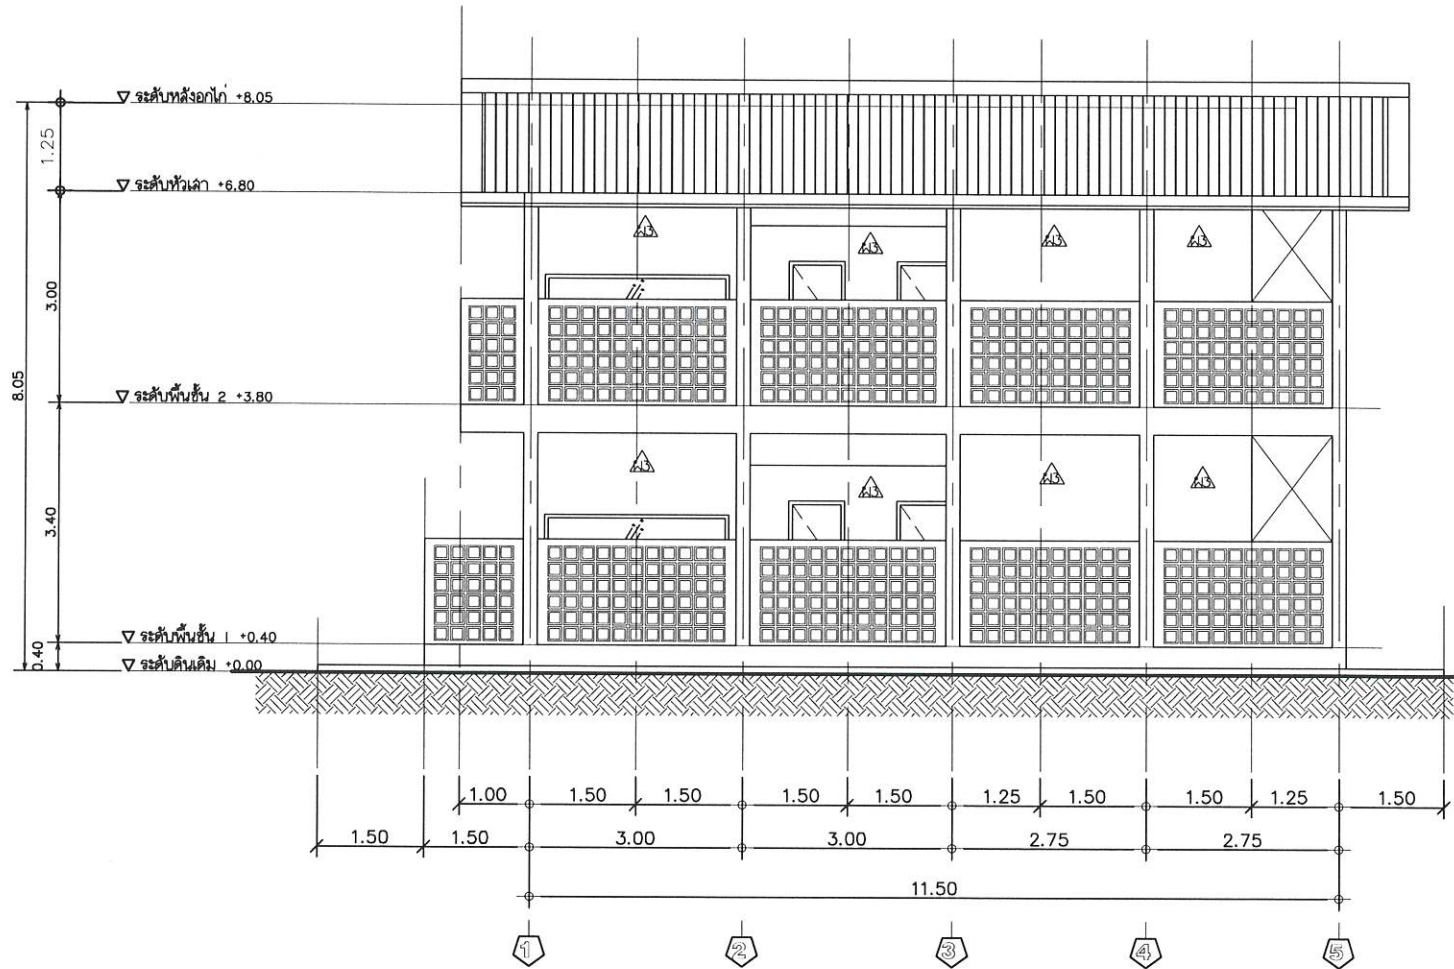 ระดับหลังอกไก่ +8.05
1.25
ระดับหัวเสา +6.80
3.00
8.05
ระดับพื้นชั้น 2 +3.80
3.40
ระดับพื้นชั้น 1 +0.40
0.40
ระดับดินเดิม +0.00
1.00 1.50 1.50 1.50 1.50 1.25 1.50 1.50 1.25 1.50
1.50 1.50 3.00 3.00 2.75 2.75
11.50
1 2 3 4 5